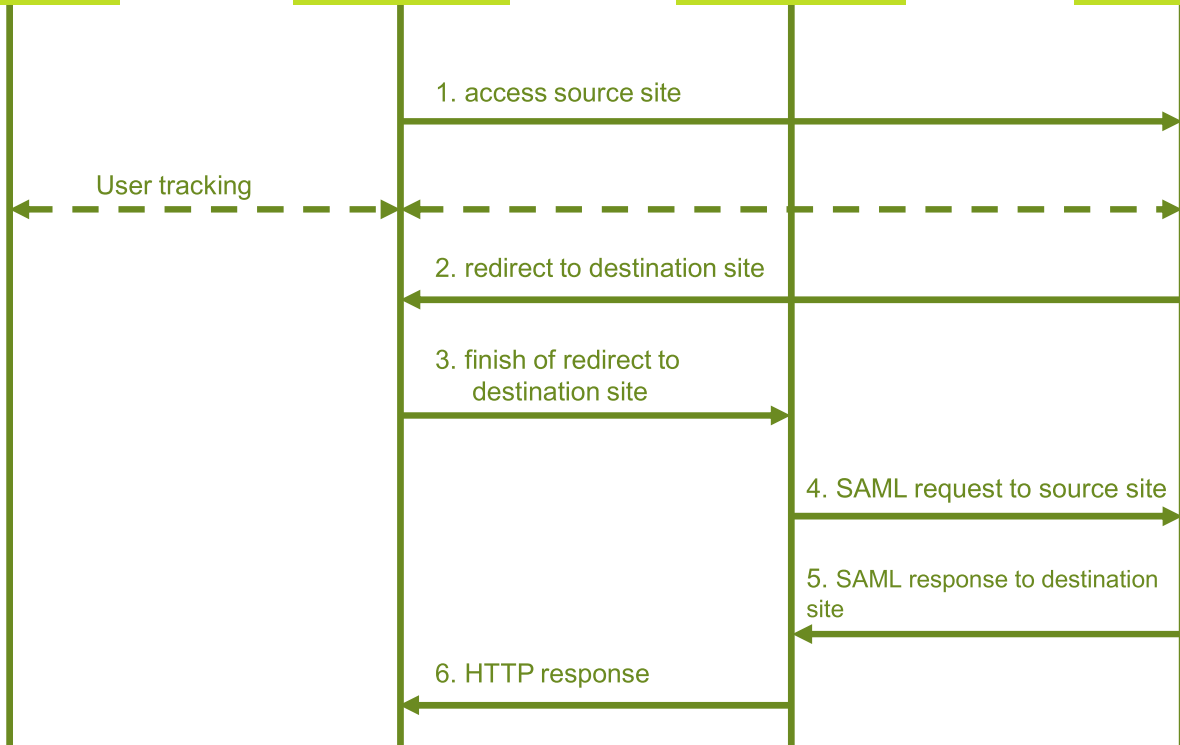 1. access source site
User tracking
2. redirect to destination site
3. finish of redirect to
destination site
4. SAML request to source site
5. SAML response to destination
site
6. HTTP response